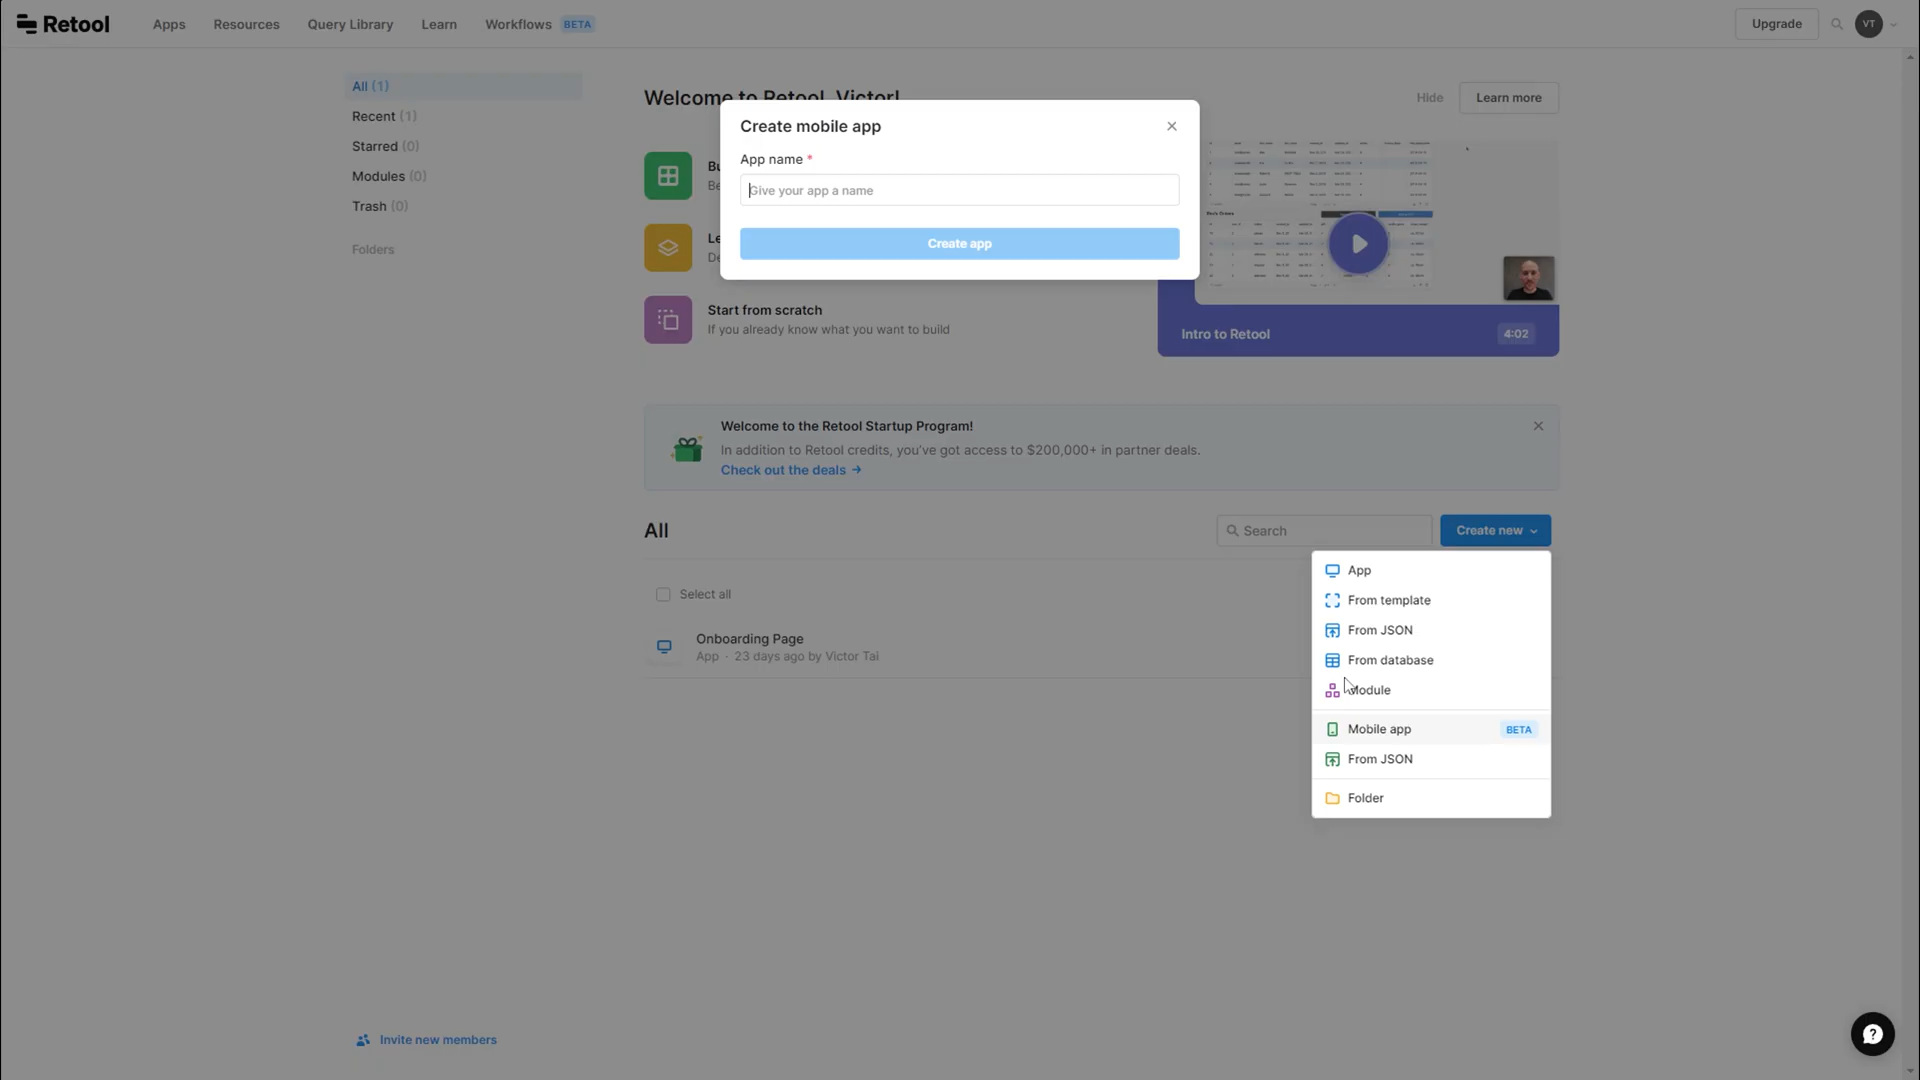 Retool
Apps
Resources
Query Library
Learn
Workflows BETA
Upgrade
VT
All (1)
Recent (1)
Starred (0)
Modules (0)
Trash (0)
Folders
Welcome to Retool, Victor!
Hide
Learn more
Create mobile app
App name *
Give your app a name
Create app
Start from scratch
If you already know what you want to build
Intro to Retool
4:02
Welcome to the Retool Startup Program!
In addition to Retool credits, you've got access to $200,000+ in partner deals.
Check out the deals →
All
Search
Create new
Select all
Onboarding Page
App · 23 days ago by Victor Tai
App
From template
From JSON
From database
Module
Mobile app BETA
From JSON
Folder
Invite new members